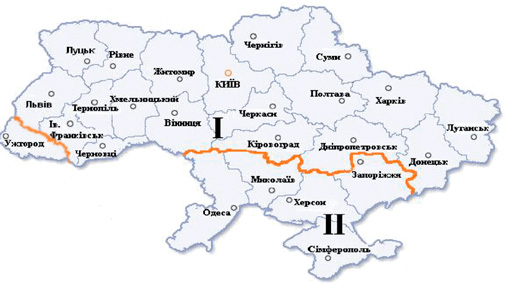 Чернігів
Луцьк
Рівне
Суми
Житомир
КИЇВ
Львів
Тернопіль
Хмельницький
Полтава
Харків
Черкаси
Ів.
Франківськ
Вінниця
I
Луганськ
Ужгород
Чернівці
Кіровоград
Дніпропетровськ
Донецьк
Запоріжжя
Миколаїв
Одеса
Херсон
II
Сімферополь